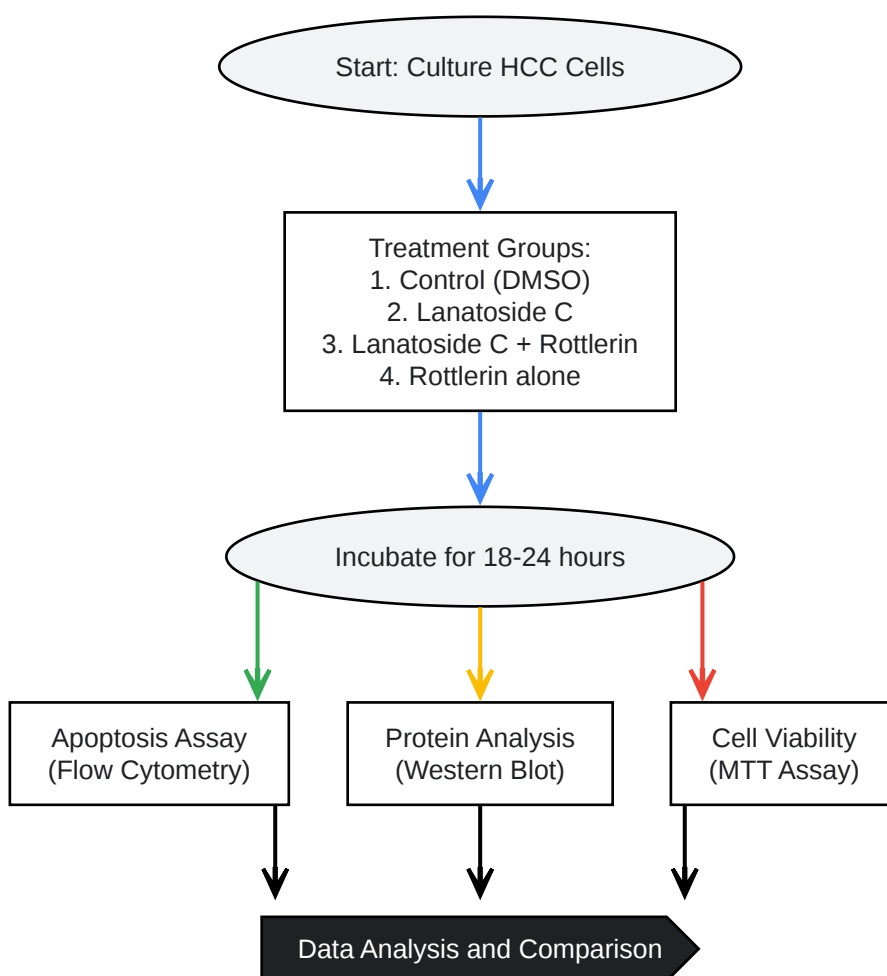 Start: Culture HCC Cells
Treatment Groups:
1. Control (DMSO)
2. Lanatoside C
3. Lanatoside C + Rottlerin
4. Rottlerin alone
Incubate for 18-24 hours
Apoptosis Assay
(Flow Cytometry)
Protein Analysis
(Western Blot)
Cell Viability
(MTT Assay)
Data Analysis and Comparison